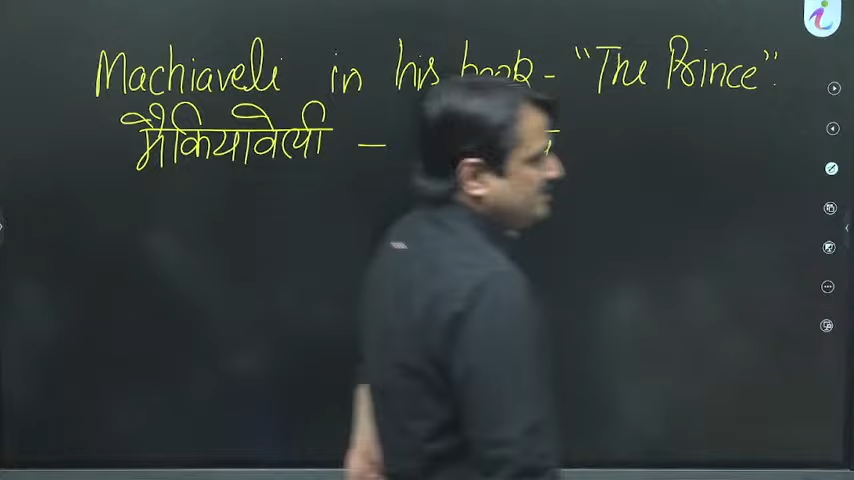 Machiaveli in his book - "The Prince".
मैकियावेली -